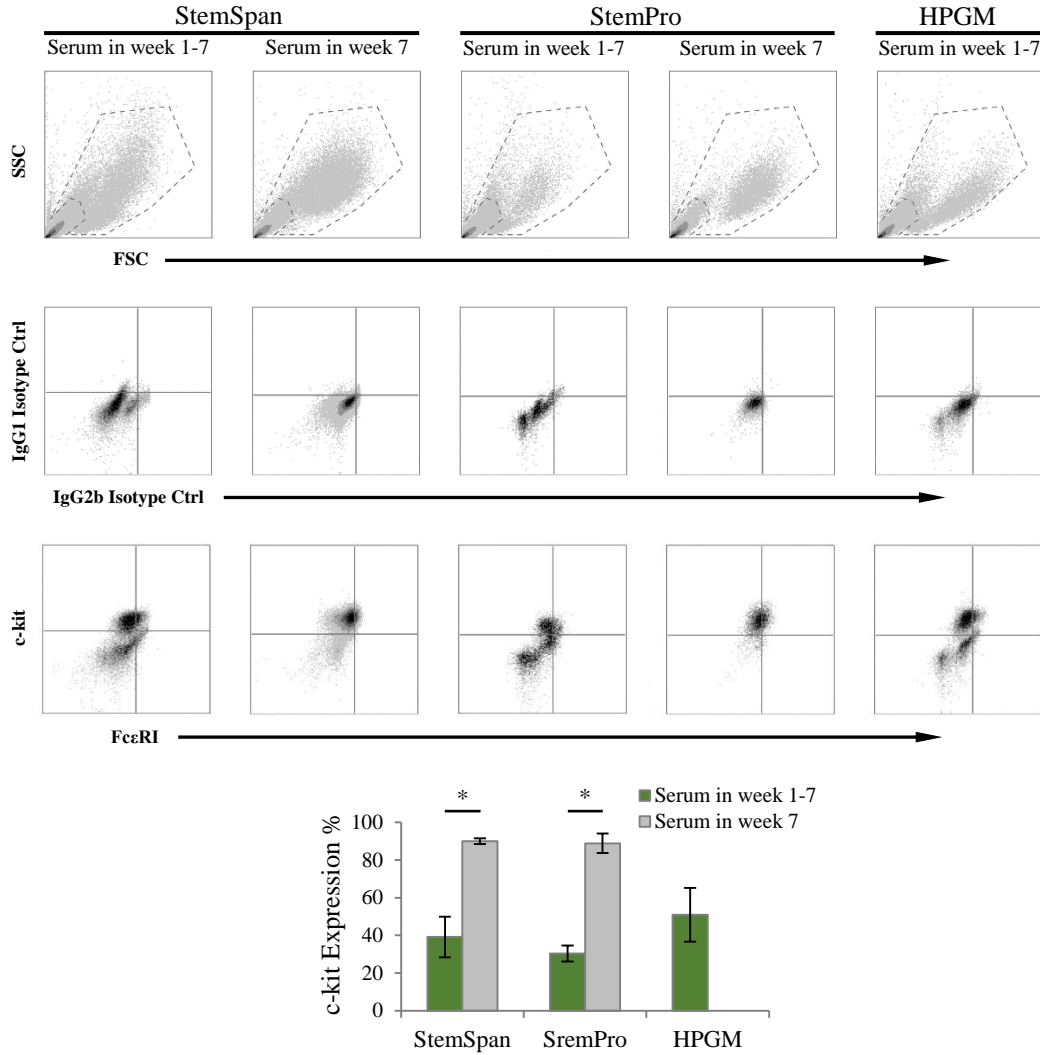 StemSpan StemPro HPGM
Serum in week 1-7 Serum in week 7 Serum in week 1-7 Serum in week 7 Serum in week 1-7
SSC
FSC
IgG1 Isotype Ctrl
IgG2b Isotype Ctrl
c-kit
FcεRI
Serum in week 1-7
Serum in week 7
* *
c-kit Expression %
100
80
60
40
20
0
StemSpan SremPro HPGM